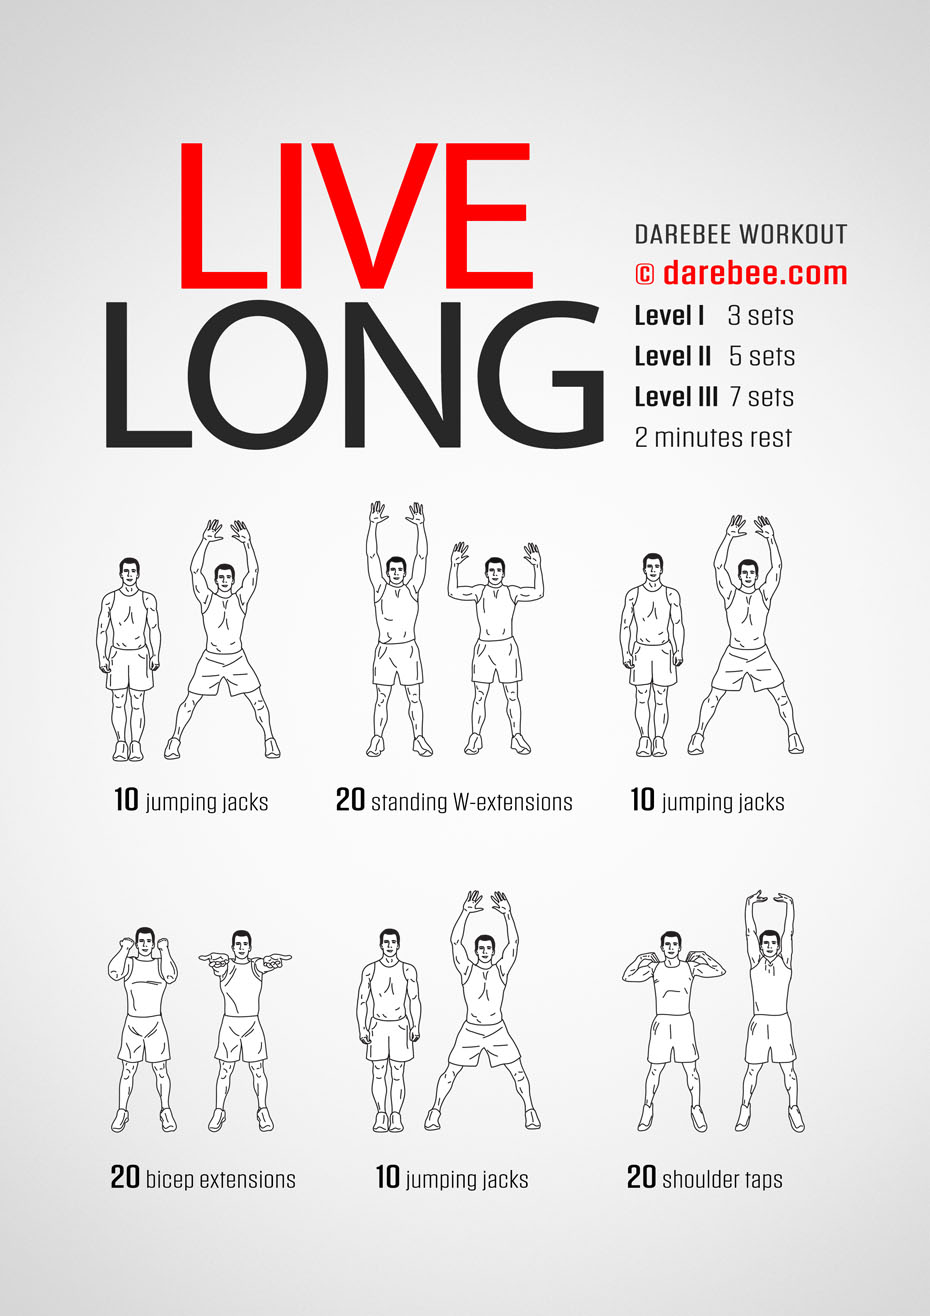 LIVE
LONG
DAREBEE WORKOUT
© darebee.com
Level I 3 sets
Level II 5 sets
Level III 7 sets
2 minutes rest
10 jumping jacks
20 standing W-extensions
10 jumping jacks
20 bicep extensions
10 jumping jacks
20 shoulder taps